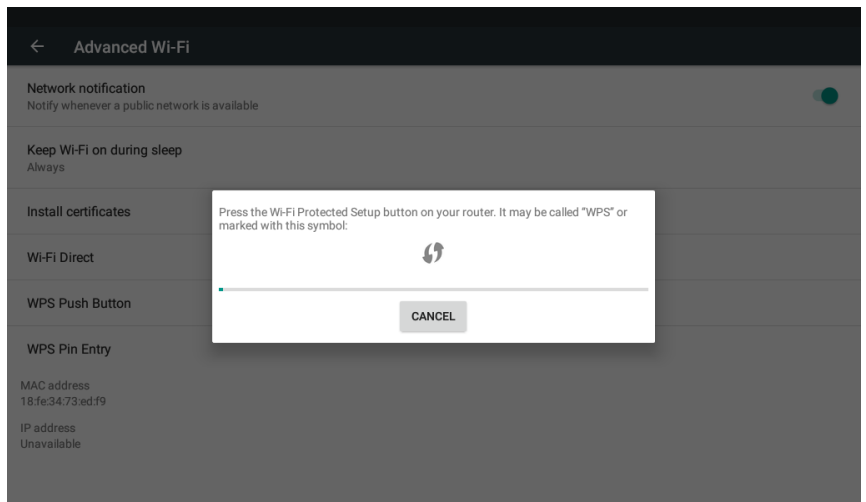 Advanced Wi-Fi
Network notification
Notify whenever a public network is available
Keep Wi-Fi on during sleep
Always
Install certificates
Wi-Fi Direct
WPS Push Button
WPS Pin Entry
MAC address
18:fe:34:73:ed:f9
IP address
Unavailable
Press the Wi-Fi Protected Setup button on your router. It may be called "WPS" or
marked with this symbol:
CANCEL